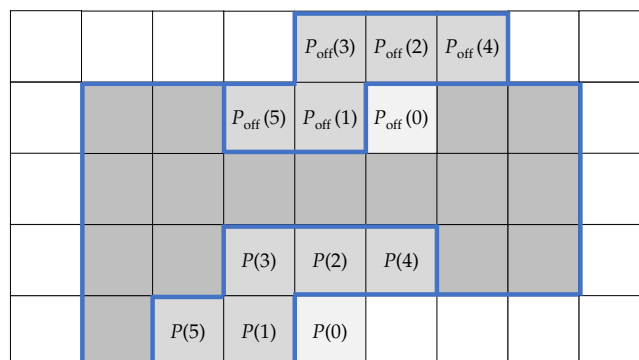 P_off(3) P_off(2) P_off(4)
P_off(5) P_off(1) P_off(0)
P(3) P(2) P(4)
P(5) P(1) P(0)